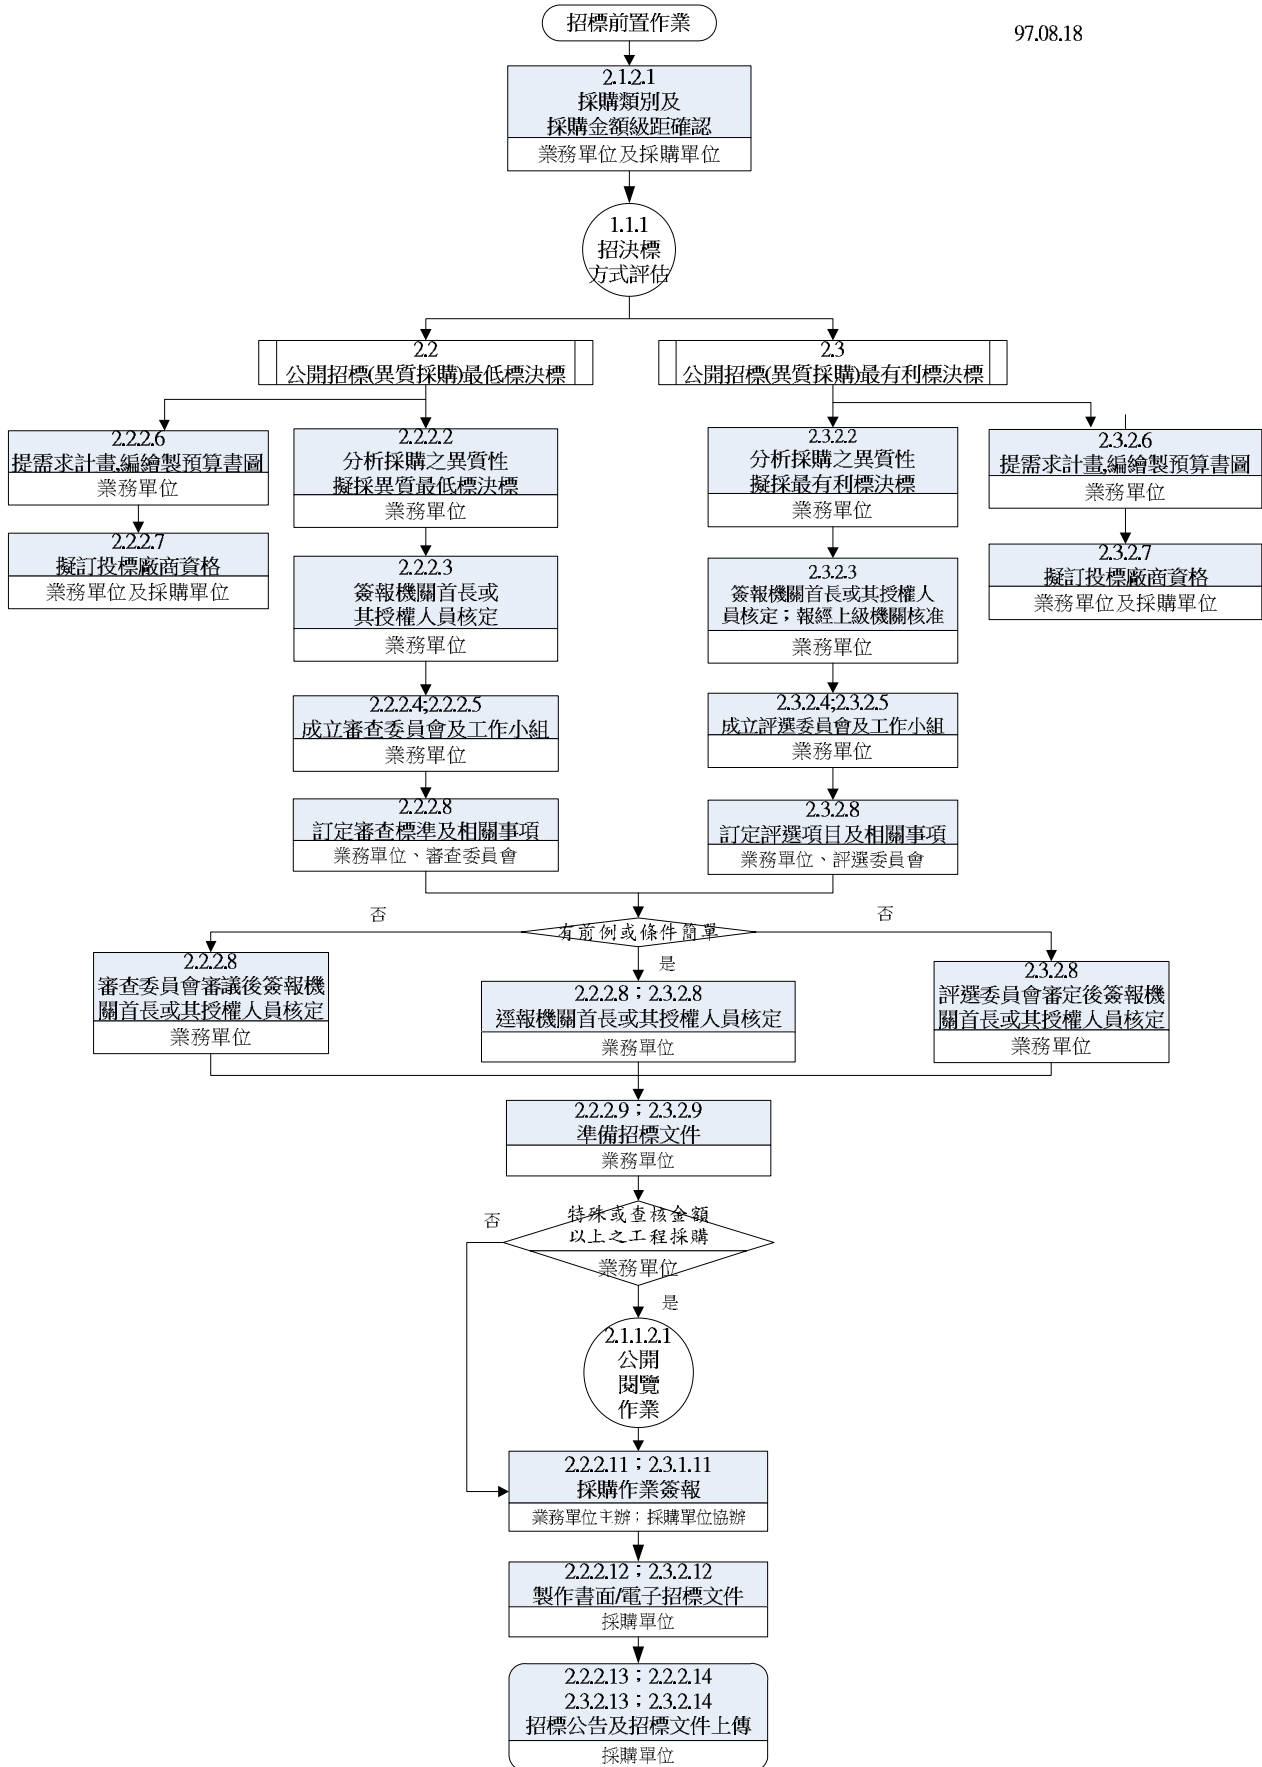 招標前置作業
97.08.18
2.1.2.1
採購類別及
採購金額級距確認
業務單位及採購單位
1.1.1
招決標
方式評估
2.2
公開招標(異質採購)最低標決標
2.3
公開招標(異質採購)最有利標決標
2.2.2.6
提需求計畫,編繪製預算書圖
業務單位
2.2.2.7
擬訂投標廠商資格
業務單位及採購單位
2.2.2.2
分析採購之異質性
擬採異質最低標決標
業務單位
2.2.2.3
簽報機關首長或
其授權人員核定
業務單位
2.2.2.4;2.2.2.5
成立審查委員會及工作小組
業務單位
2.2.2.8
訂定審查標準及相關事項
業務單位、審查委員會
2.3.2.2
分析採購之異質性
擬採最有利標決標
業務單位
2.3.2.3
簽報機關首長或其授權人
員核定；報經上級機關核准
業務單位
2.3.2.4;2.3.2.5
成立評選委員會及工作小組
業務單位
2.3.2.8
訂定評選項目及相關事項
業務單位、評選委員會
2.3.2.6
提需求計畫,編繪製預算書圖
業務單位
2.3.2.7
擬訂投標廠商資格
業務單位及採購單位
否
有前例或條件簡單
否
是
2.2.2.8
審查委員會審議後簽報機
關首長或其授權人員核定
業務單位
2.2.2.8；2.3.2.8
逕報機關首長或其授權人員核定
業務單位
2.3.2.8
評選委員會審定後簽報機
關首長或其授權人員核定
業務單位
2.2.2.9；2.3.2.9
準備招標文件
業務單位
否
特殊或查核金額
以上之工程採購
業務單位
是
2.1.1.2.1
公開
閱覽
作業
2.2.2.11；2.3.1.11
採購作業簽報
業務單位主辦；採購單位協辦
2.2.2.12；2.3.2.12
製作書面/電子招標文件
採購單位
2.2.2.13；2.2.2.14
2.3.2.13；2.3.2.14
招標公告及招標文件上傳
採購單位